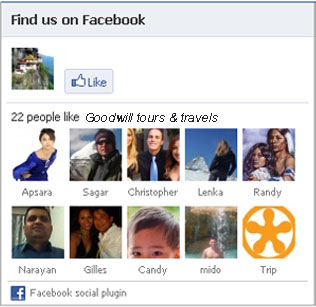 Find us on Facebook
Like
22 people like Goodwill tours & travels
Apsara Sagar Christopher Lenka Randy
Narayan Gilles Candy mido Trip
Facebook social plugin